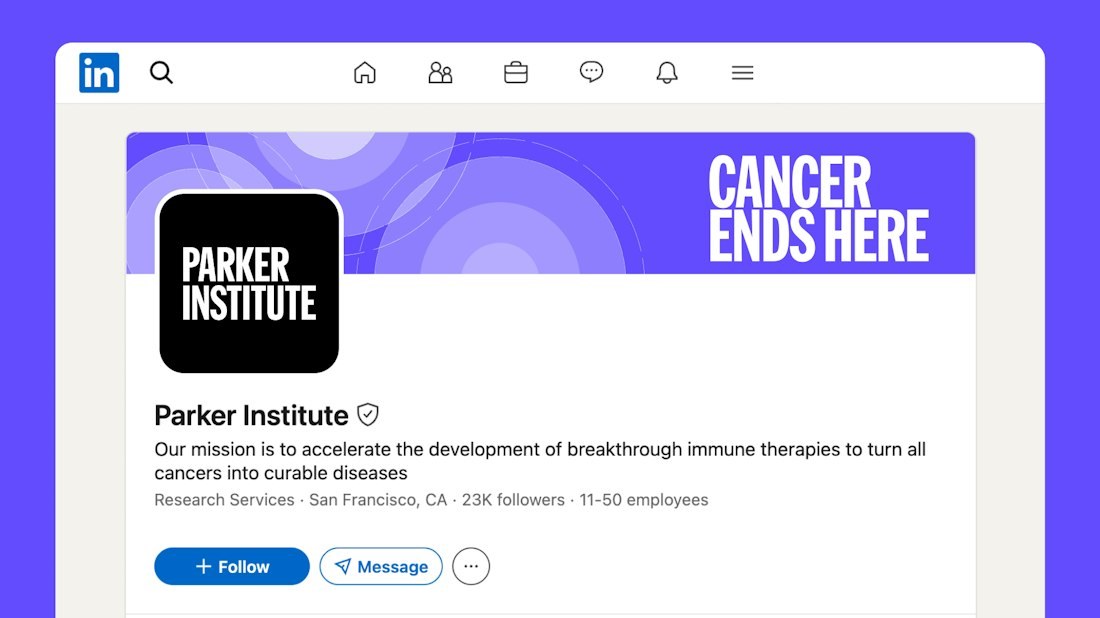 in
CANCER
ENDS HERE
PARKER
INSTITUTE
Parker Institute
Our mission is to accelerate the development of breakthrough immune therapies to turn all
cancers into curable diseases
Research Services · San Francisco, CA · 23K followers · 11-50 employees
+ Follow
Message